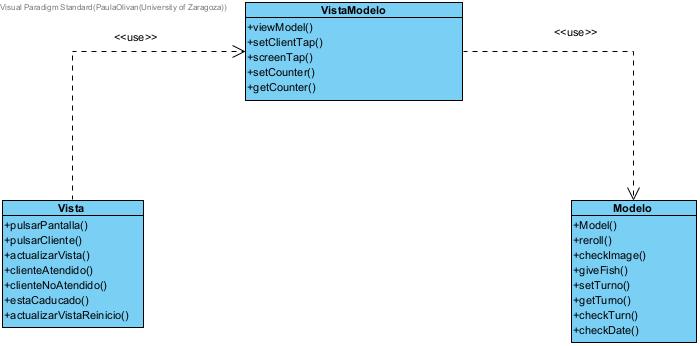 Visual Paradigm Standard(PaulaOlivan(University of Zaragoza))
VistaModelo
+viewModel()
+setClientTap()
+screenTap()
+setCounter()
+getCounter()
<<use>>
<<use>>
Vista
+pulsarPantalla()
+pulsarCliente()
+actualizarVista()
+clienteAtendido()
+clienteNoAtendido()
+estaCaducado()
+actualizarVistaReinicio()
Modelo
+Model()
+reroll()
+checkImage()
+giveFish()
+setTurno()
+getTurno()
+checkTurn()
+checkDate()